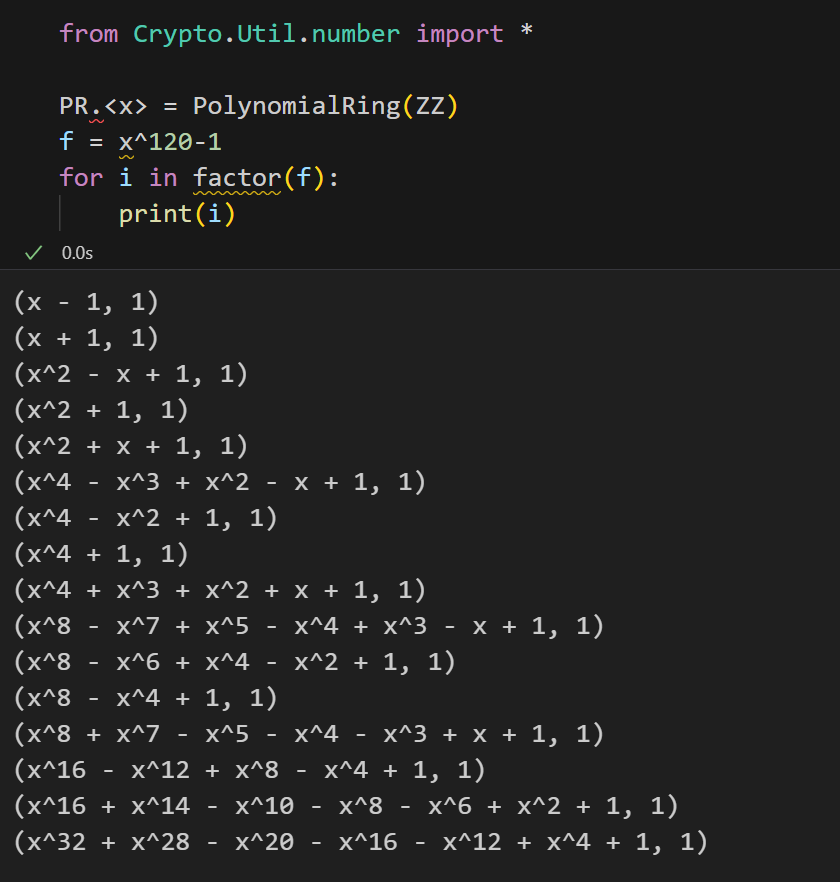 from Crypto.Util.number import *
PR.<x> = PolynomialRing(ZZ)
f = x^120-1
for i in factor(f):
    print(i)
0.0s
(x - 1, 1)
(x + 1, 1)
(x^2 - x + 1, 1)
(x^2 + 1, 1)
(x^2 + x + 1, 1)
(x^4 - x^3 + x^2 - x + 1, 1)
(x^4 - x^2 + 1, 1)
(x^4 + 1, 1)
(x^4 + x^3 + x^2 + x + 1, 1)
(x^8 - x^7 + x^5 - x^4 + x^3 - x + 1, 1)
(x^8 - x^6 + x^4 - x^2 + 1, 1)
(x^8 - x^4 + 1, 1)
(x^8 + x^7 - x^5 - x^4 - x^3 + x + 1, 1)
(x^16 - x^12 + x^8 - x^4 + 1, 1)
(x^16 + x^14 - x^10 - x^8 - x^6 + x^2 + 1, 1)
(x^32 + x^28 - x^20 - x^16 - x^12 + x^4 + 1, 1)